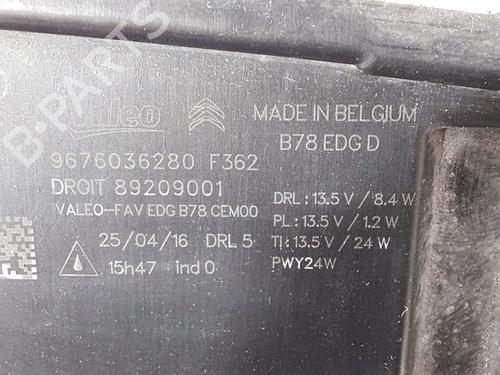 Valeo
MADE IN BELGIUM
B78 EDG D
9676036280 F362
DROIT 89209001
VALEO-FAV EDG B78 CEM00
25/04/16 DRL 5
15h47 ind 0
DRL: 13.5 V / 8.4 W
PL: 13.5 V / 1.2 W
TI: 13.5 V / 24 W
PWY24W
B-PARTS